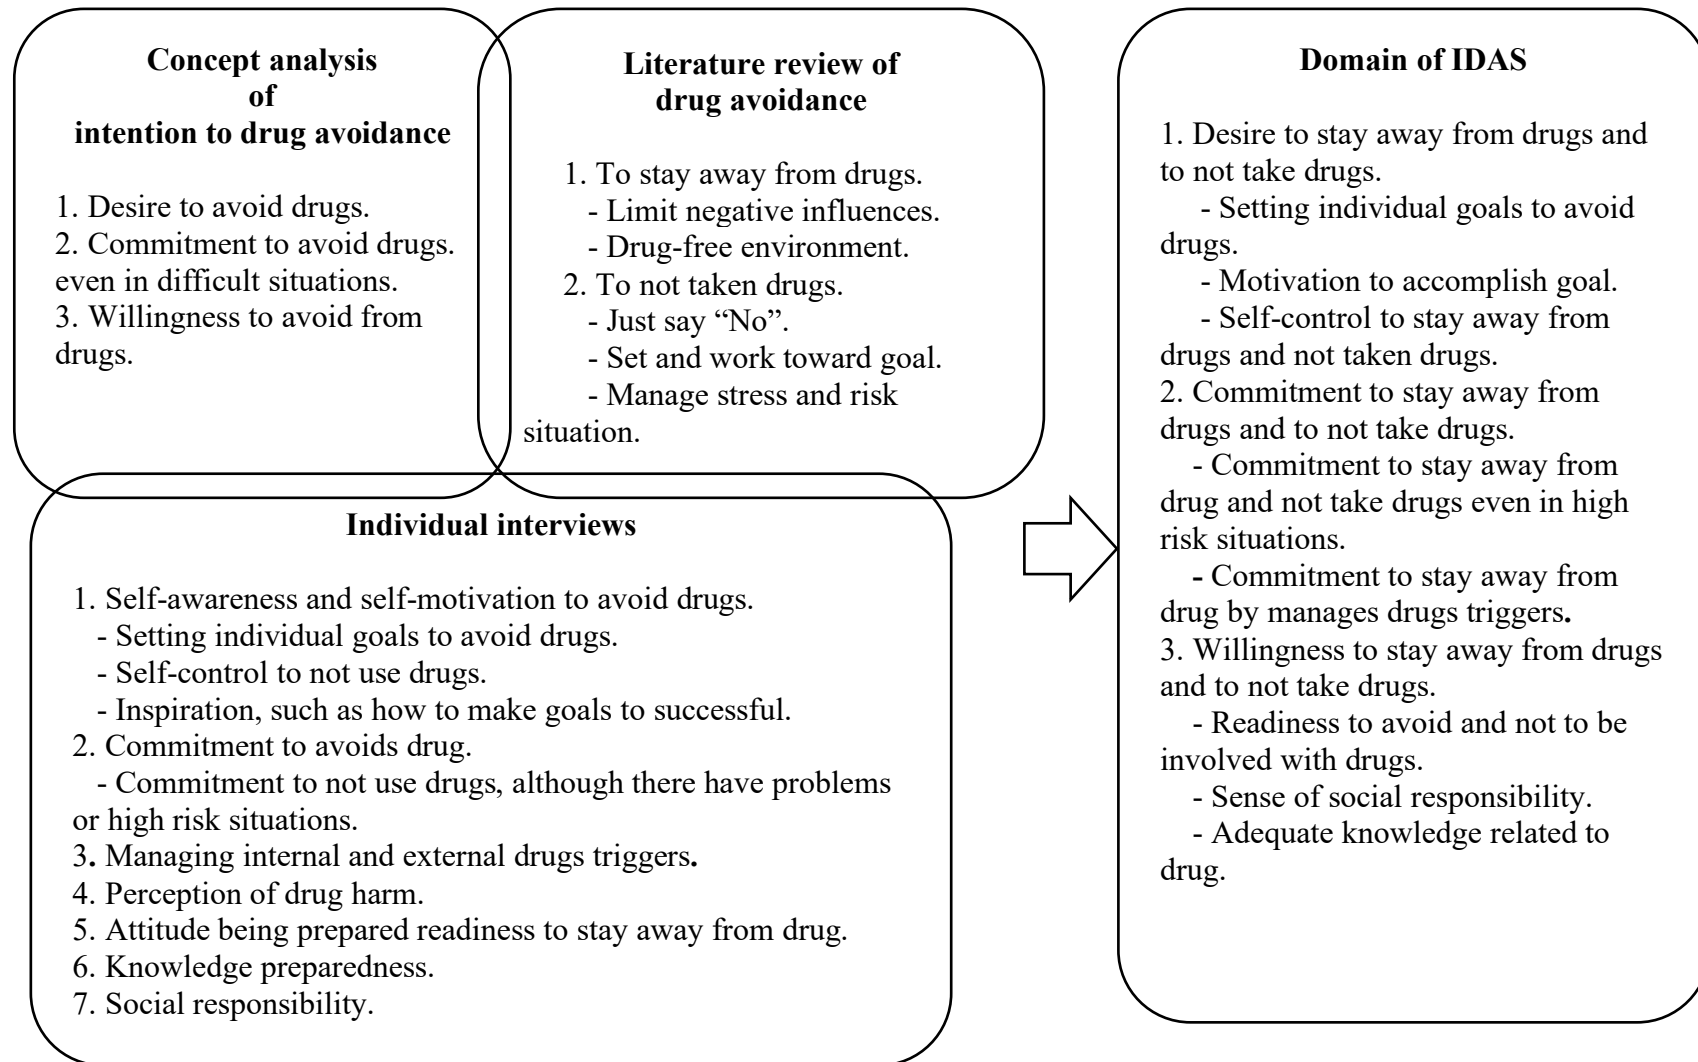 Concept analysis
of
intention to drug avoidance
1. Desire to avoid drugs.
2. Commitment to avoid drugs.
even in difficult situations.
3. Willingness to avoid from
drugs.
Literature review of
drug avoidance
1. To stay away from drugs.
- Limit negative influences.
- Drug-free environment.
2. To not taken drugs.
- Just say “No”.
- Set and work toward goal.
- Manage stress and risk
situation.
Individual interviews
1. Self-awareness and self-motivation to avoid drugs.
- Setting individual goals to avoid drugs.
- Self-control to not use drugs.
- Inspiration, such as how to make goals to successful.
2. Commitment to avoids drug.
- Commitment to not use drugs, although there have problems
or high risk situations.
3. Managing internal and external drugs triggers.
4. Perception of drug harm.
5. Attitude being prepared readiness to stay away from drug.
6. Knowledge preparedness.
7. Social responsibility.
Domain of IDAS
1. Desire to stay away from drugs and
to not take drugs.
- Setting individual goals to avoid
drugs.
- Motivation to accomplish goal.
- Self-control to stay away from
drugs and not taken drugs.
2. Commitment to stay away from
drugs and to not take drugs.
- Commitment to stay away from
drug and not take drugs even in high
risk situations.
- Commitment to stay away from
drug by manages drugs triggers.
3. Willingness to stay away from drugs
and to not take drugs.
- Readiness to avoid and not to be
involved with drugs.
- Sense of social responsibility.
- Adequate knowledge related to
drug.